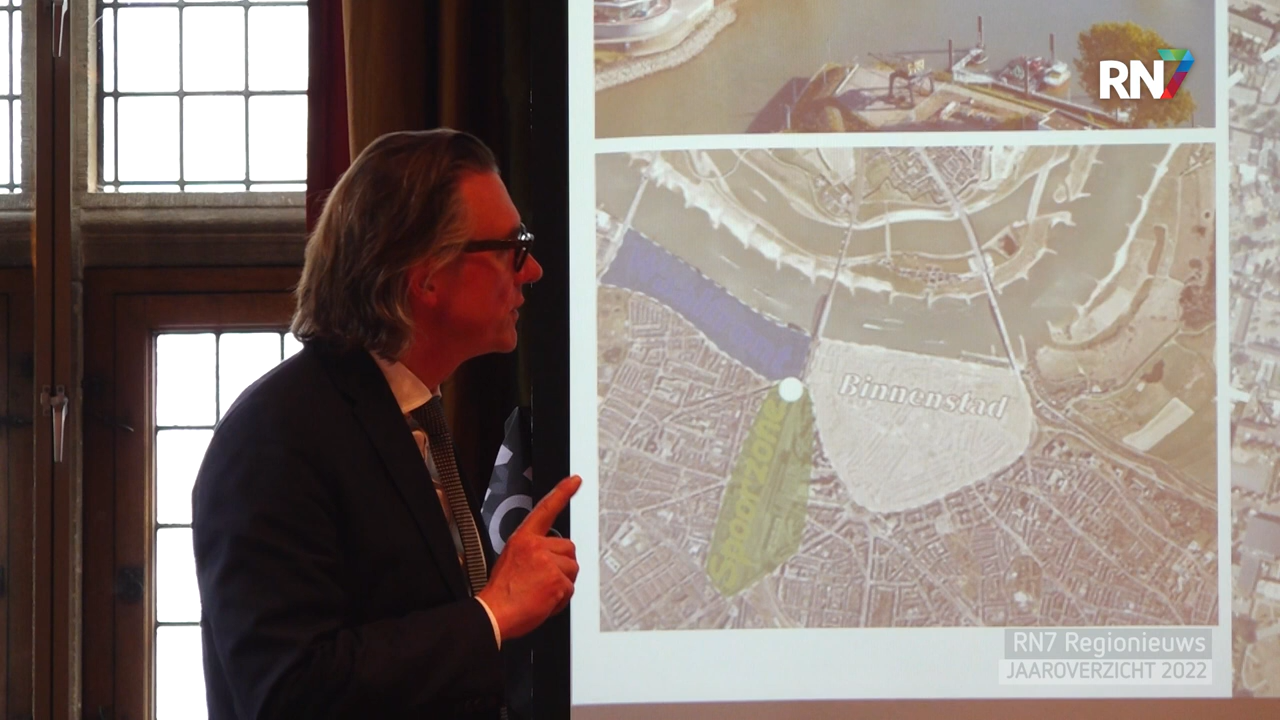 RN7
Binnenstad
Spoorzone
RN7 Regionieuws
JAAROVERZICHT 2022